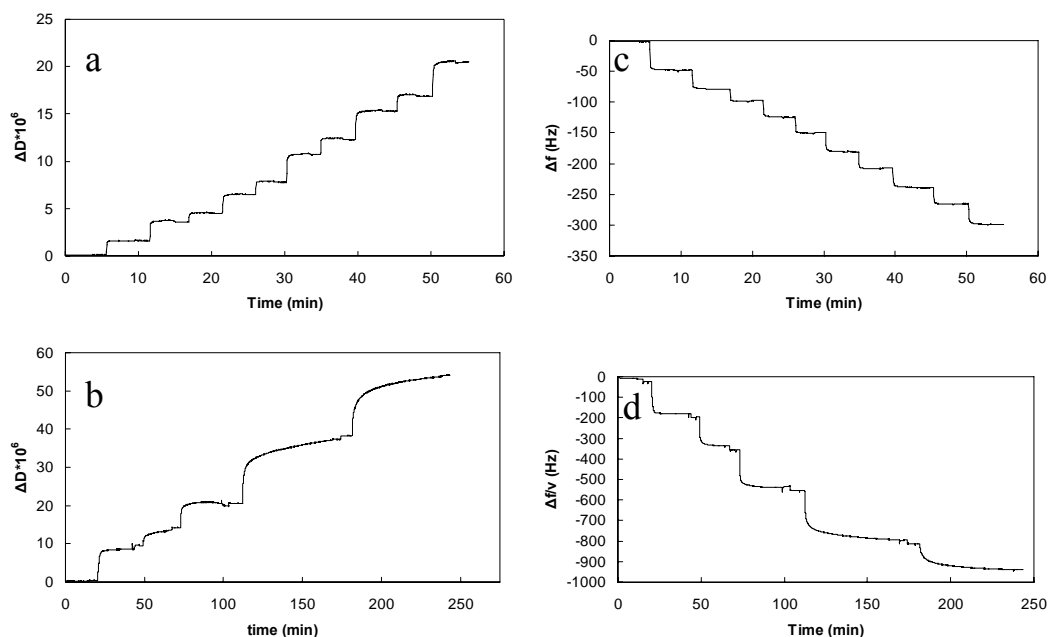 a
ΔD*10⁶
25
20
15
10
5
0
0 10 20 30 40 50 60
Time (min)
c
Δf (Hz)
0
-50
-100
-150
-200
-250
-300
-350
0 10 20 30 40 50 60
Time (min)
b
ΔD*10⁶
60
50
40
30
20
10
0
0 50 100 150 200 250
time (min)
d
Δf/v (Hz)
0
-100
-200
-300
-400
-500
-600
-700
-800
-900
-1000
0 50 100 150 200 250
Time (min)